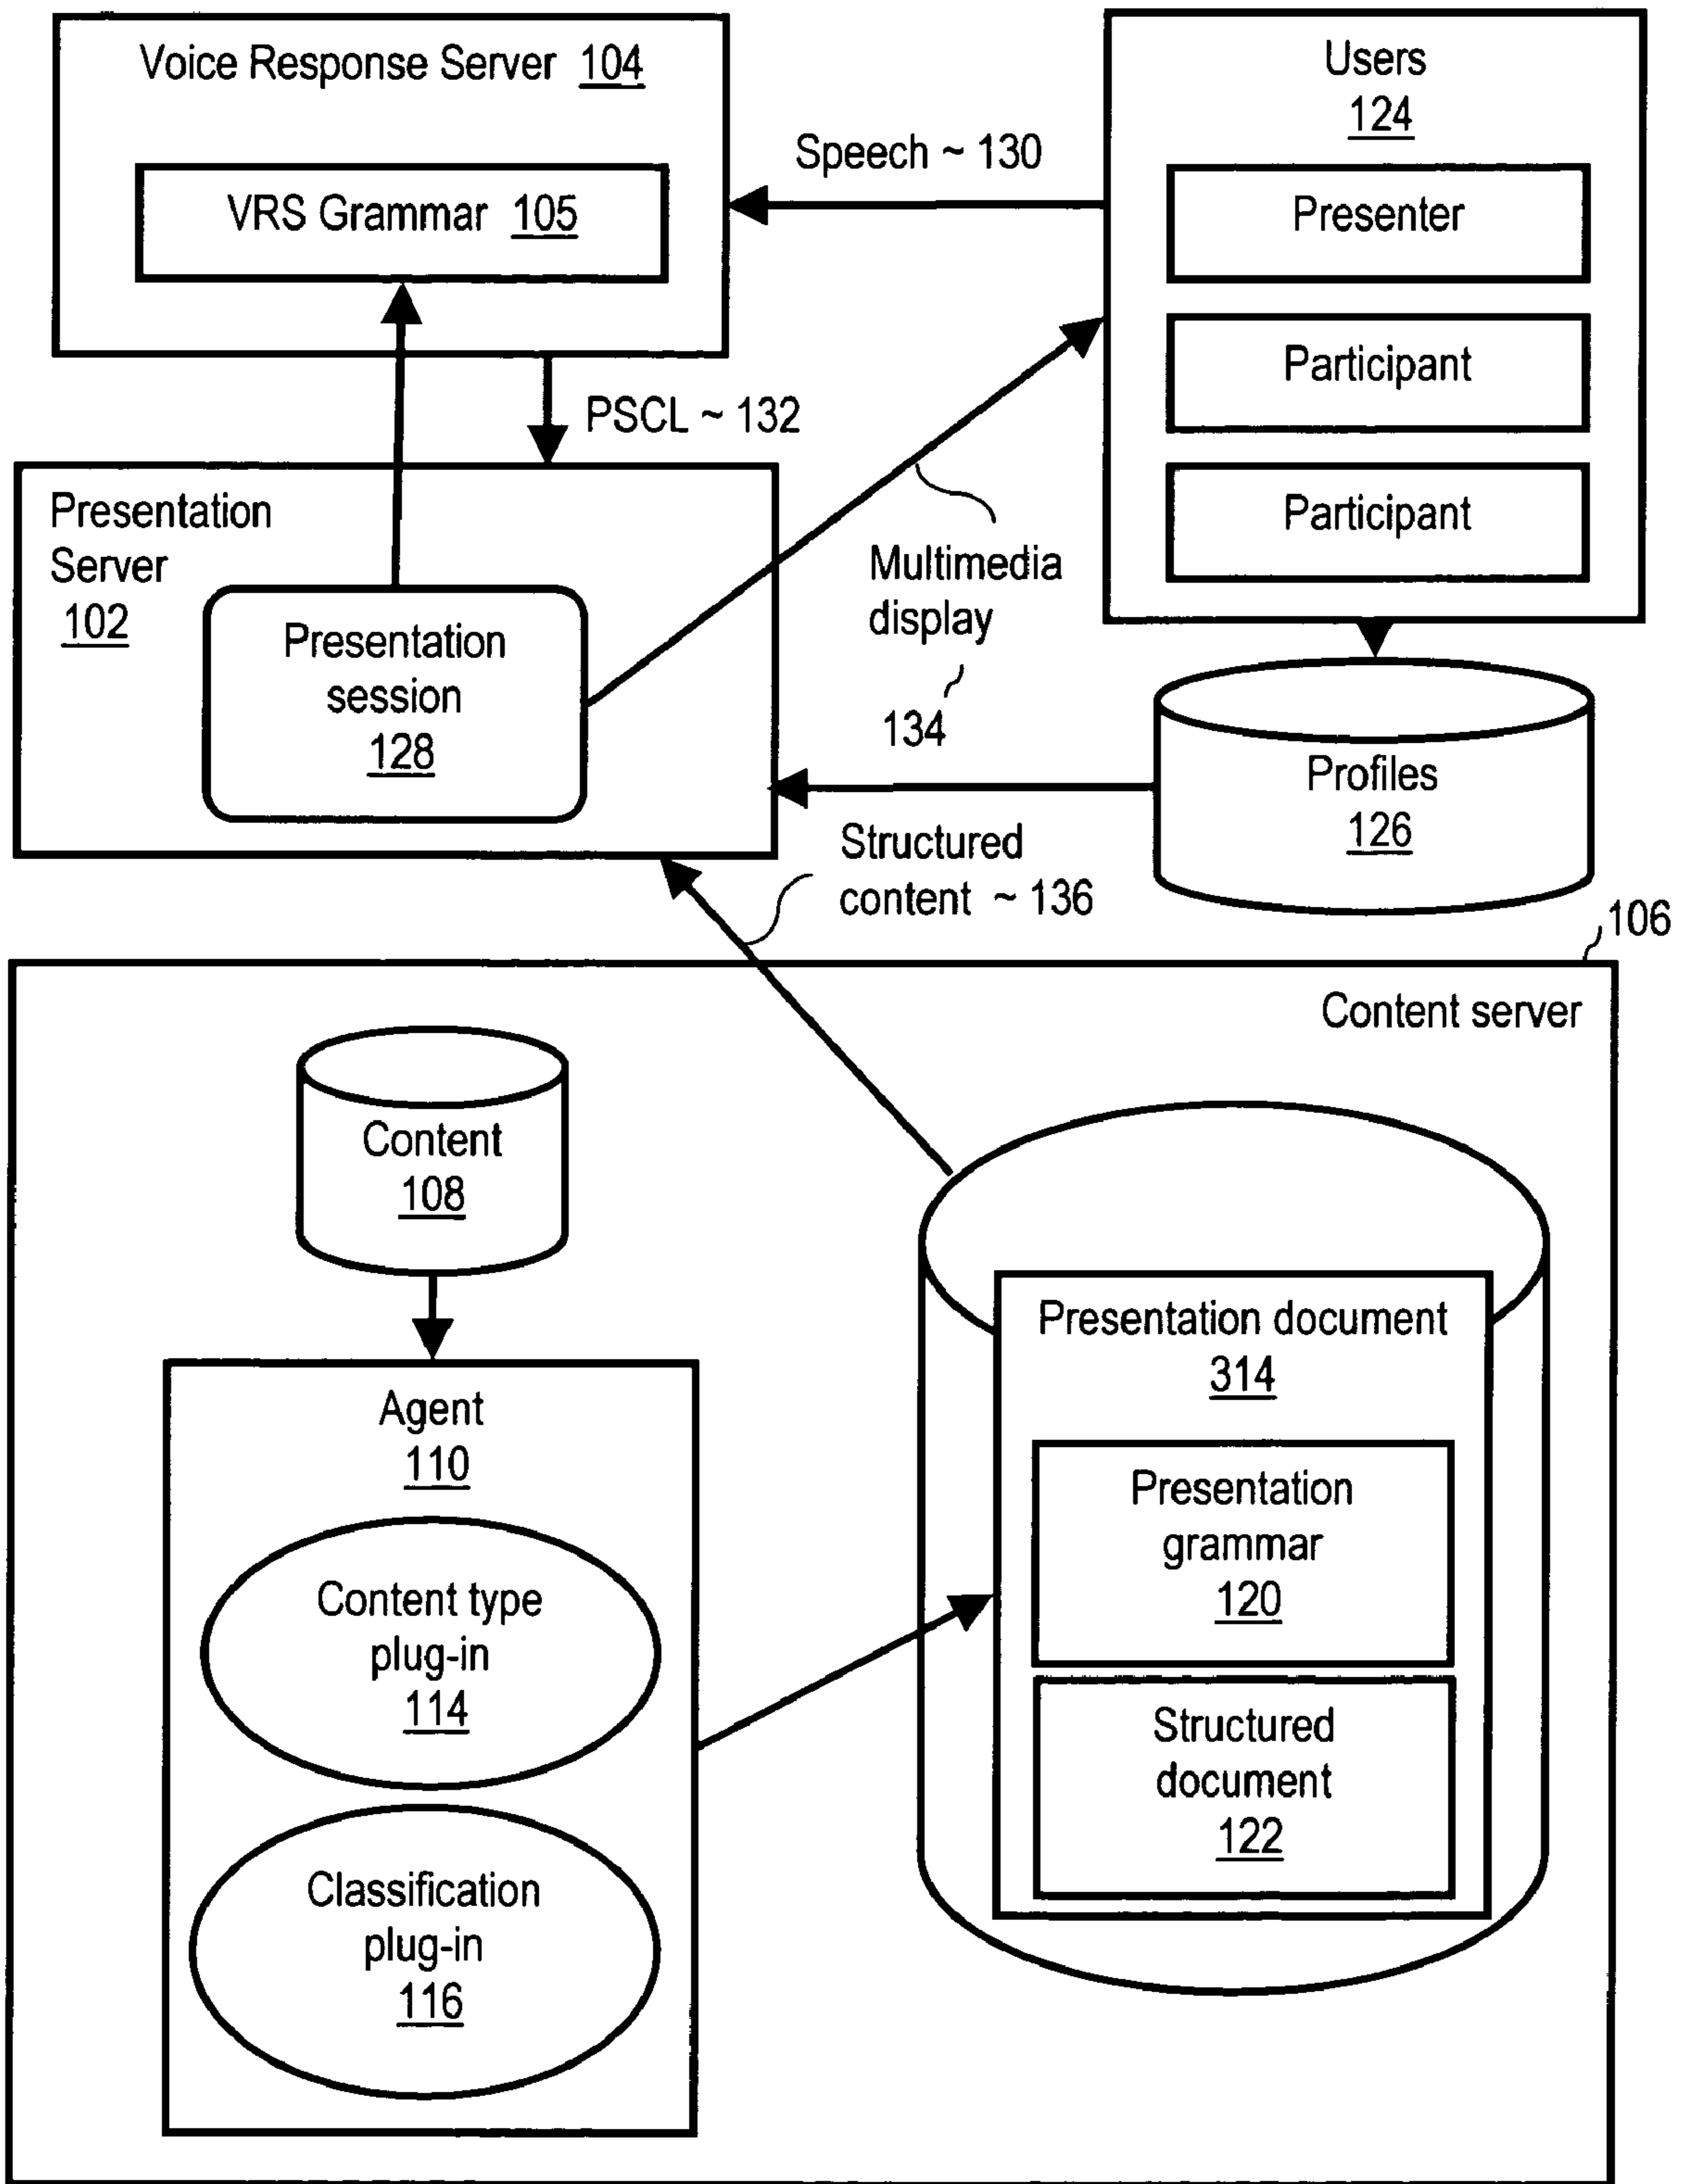 Voice Response Server 104
VRS Grammar 105
Speech ~ 130
Users
124
Presenter
Participant
Participant
PSCL ~ 132
Presentation
Server
102
Presentation
session
128
Multimedia
display
134
Profiles
126
Structured
content ~ 136
106
Content server
Content
108
Agent
110
Content type
plug-in
114
Classification
plug-in
116
Presentation document
314
Presentation
grammar
120
Structured
document
122